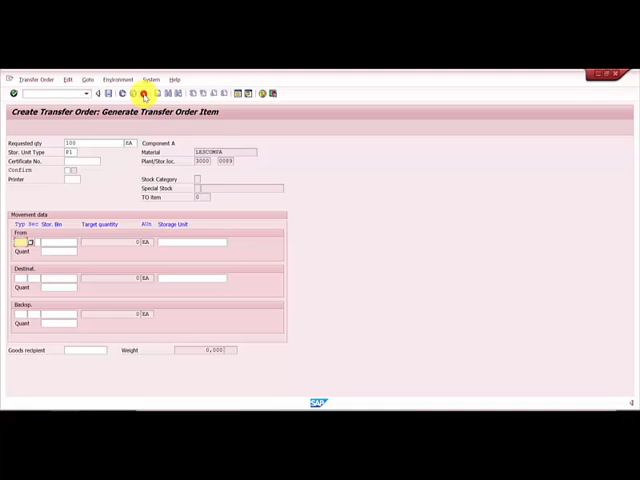 Transfer Order Edit Goto Environment System Help
Create Transfer Order: Generate Transfer Order Item
Requested qty 100 EA Component A
Stor. Unit Type P1 Material
Certificate No. Plant/Stor.loc. 3000 0089
Confirm
Printer Stock Category
Special Stock
TO Item 0
Movement data
Typ Sec Stor. Bin Target quantity AUn Storage Unit
From
0 EA
Quant
Destinat.
0 EA
Quant
Backsp.
0 EA
Quant
Goods recipient Weight 0,000
SAP